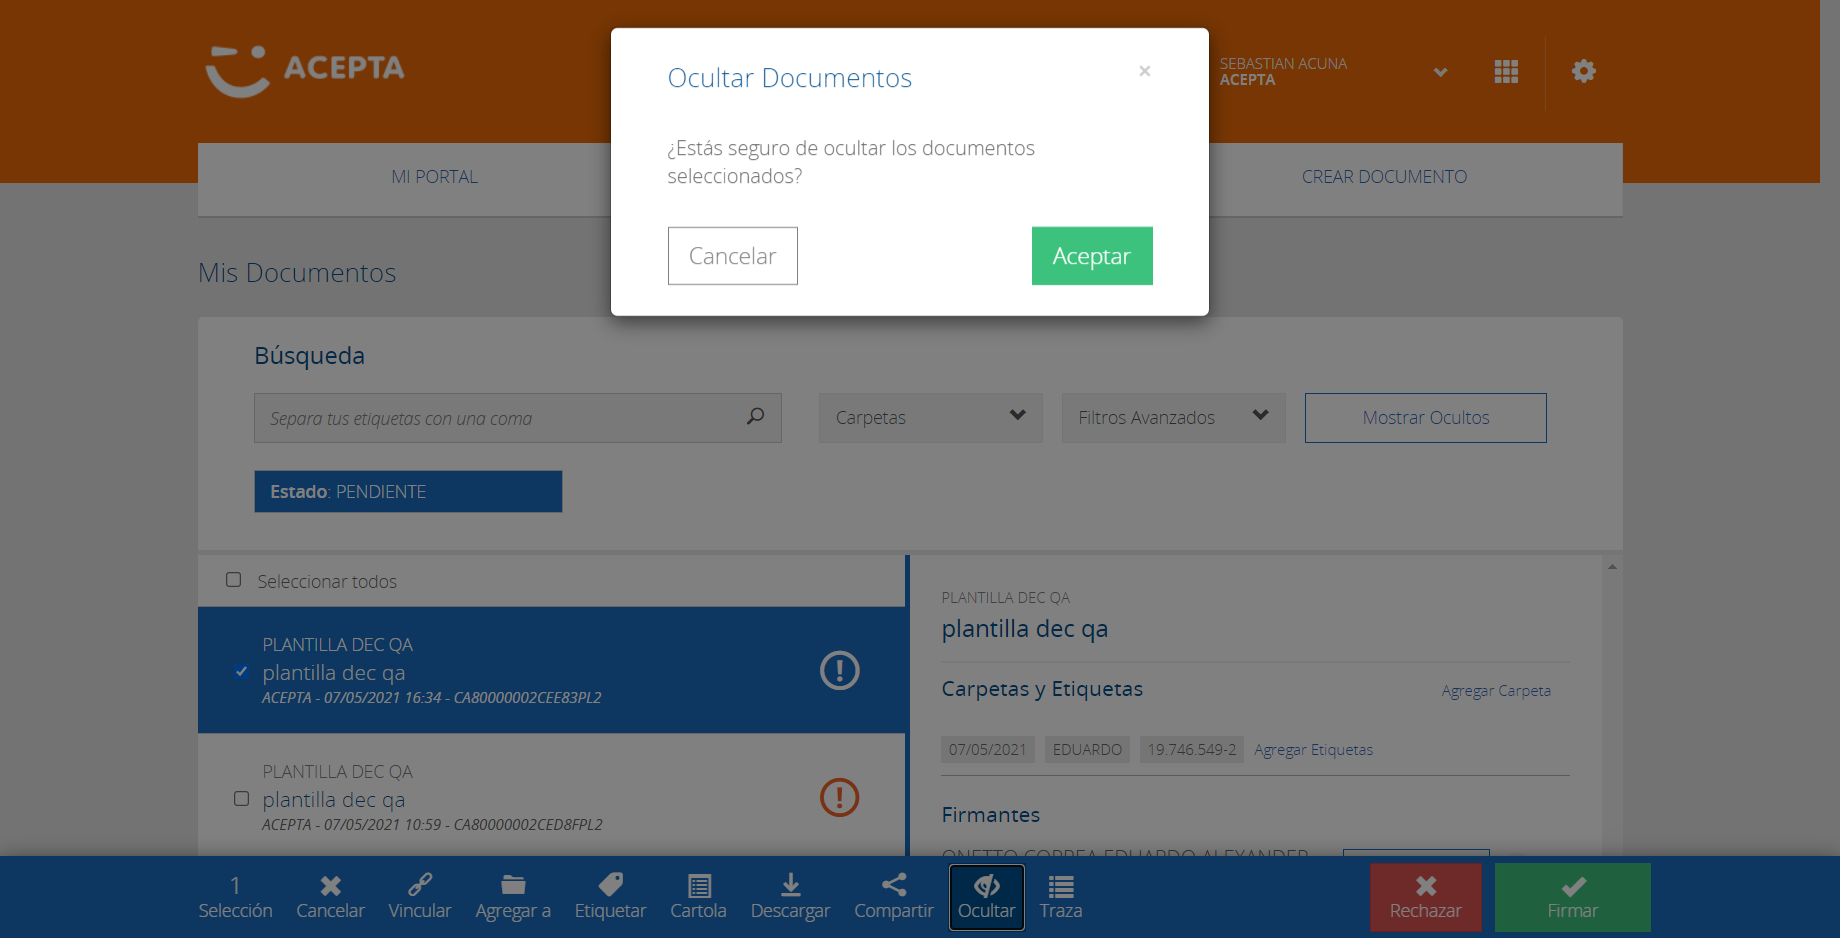 ACEPTA
SEBASTIAN ACUNA
ACEPTA
MI PORTAL
CREAR DOCUMENTO
Ocultar Documentos
×
¿Estás seguro de ocultar los documentos
seleccionados?
Cancelar
Aceptar
Mis Documentos
Búsqueda
Separa tus etiquetas con una coma
Carpetas
Filtros Avanzados
Mostrar Ocultos
Estado: PENDIENTE
Seleccionar todos
PLANTILLA DEC QA
plantilla dec qa
ACEPTA - 07/05/2021 16:34 - CA80000002CEE83PL2
PLANTILLA DEC QA
plantilla dec qa
ACEPTA - 07/05/2021 10:59 - CA80000002CED8FPL2
PLANTILLA DEC QA
plantilla dec qa
Carpetas y Etiquetas
Agregar Carpeta
07/05/2021 EDUARDO 19.746.549-2 Agregar Etiquetas
Firmantes
ONETTO CORREA EDUARDO ALEXANDER
1
Selección
Cancelar
Vincular
Agregar a
Etiquetar
Cartola
Descargar
Compartir
Ocultar
Traza
Rechazar
Firmar